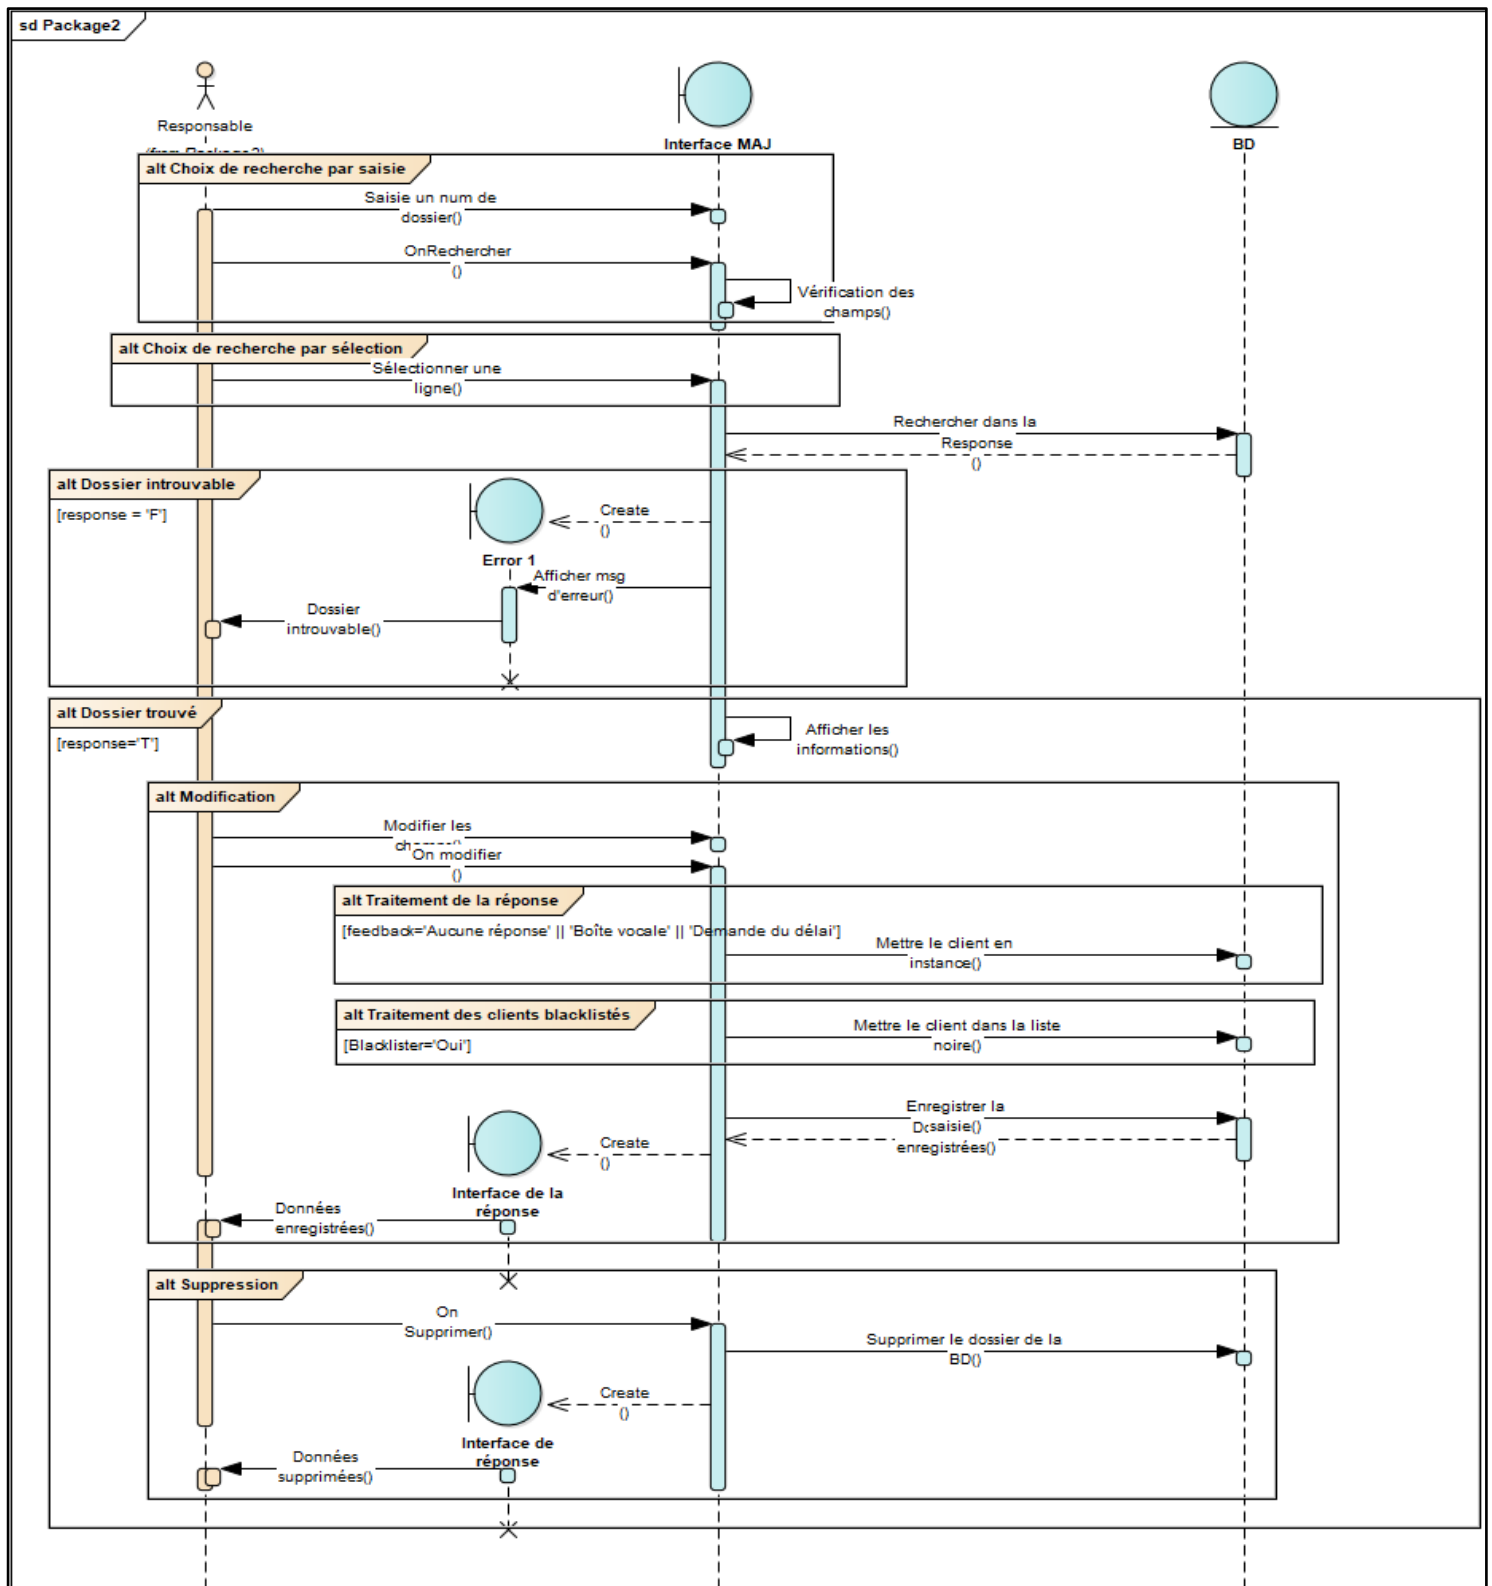 sd Package2
Responsable
Interface MAJ
BD
alt Choix de recherche par saisie
Saisie un num de
dossier()
OnRechercher
()
Vérification des
champs()
alt Choix de recherche par sélection
Sélectionner une
ligne()
Rechercher dans la
Response
()
alt Dossier introuvable
[response = 'F']
Create
()
Error 1
Afficher msg
d'erreur()
Dossier
introuvable()
alt Dossier trouvé
[response='T']
Afficher les
informations()
alt Modification
Modifier les
On modifier
()
alt Traitement de la réponse
[feedback='Aucune réponse' || 'Boîte vocale' || 'Demande du délai']
Mettre le client en
instance()
alt Traitement des clients blacklistés
[Blacklister='Oui']
Mettre le client dans la liste
noire()
Enregistrer la
saisie()
enregistrées()
Create
()
Interface de la
réponse
Données
enregistrées()
alt Suppression
On
Supprimer()
Supprimer le dossier de la
BD()
Create
()
Interface de
réponse
Données
supprimées()